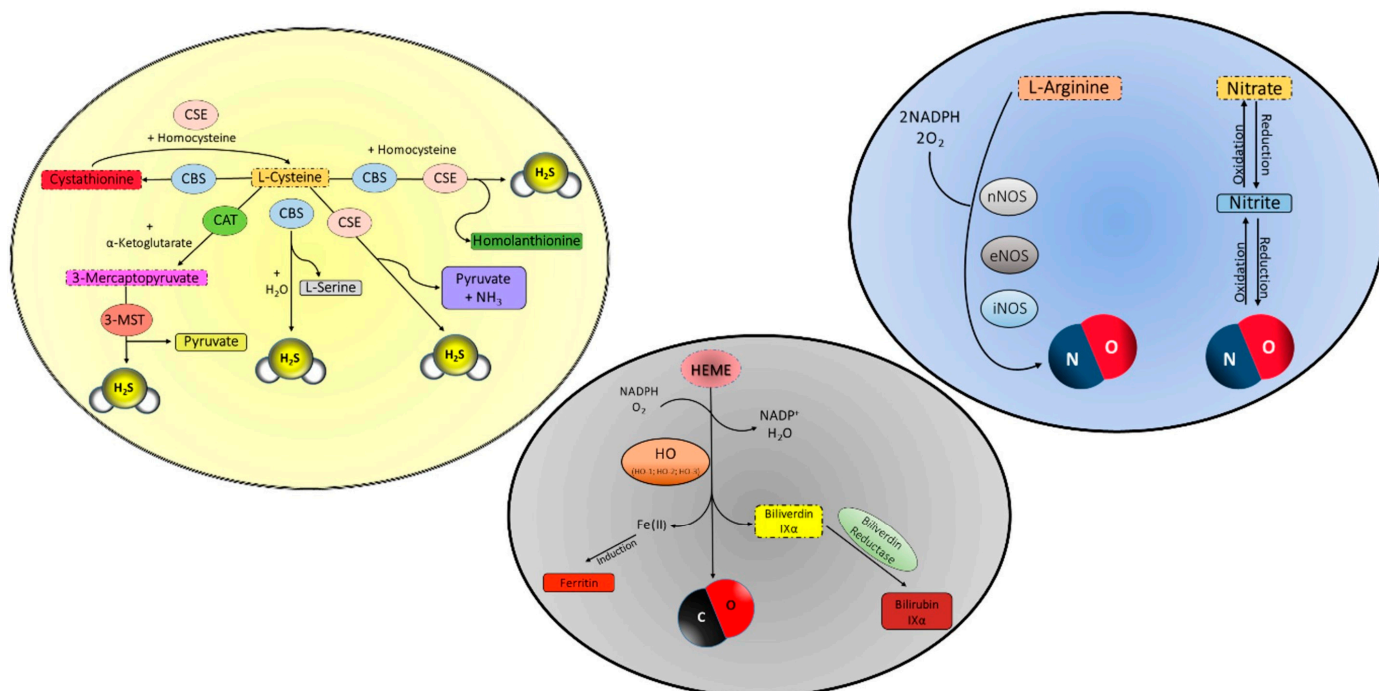 CSE
+ Homocysteine
Cystathionine
CBS
L-Cysteine
+ Homocysteine
CBS
CSE
H₂S
Homolanthionine
CAT
+
α-Ketoglutarate
3-Mercaptopyruvate
3-MST
Pyruvate
H₂S
CBS
+
H₂O
L-Serine
H₂S
CSE
Pyruvate
+ NH₃
H₂S
HEME
NADPH
O₂
NADP⁺
H₂O
HO
(HO-1; HO-2; HO-3)
Fe(II)
Induction
Ferritin
C O
Biliverdin
IXα
Biliverdin
Reductase
Bilirubin
IXα
L-Arginine
2NADPH
2O₂
nNOS
eNOS
iNOS
N O
Nitrate
Oxidation
Reduction
Nitrite
Oxidation
Reduction
N O